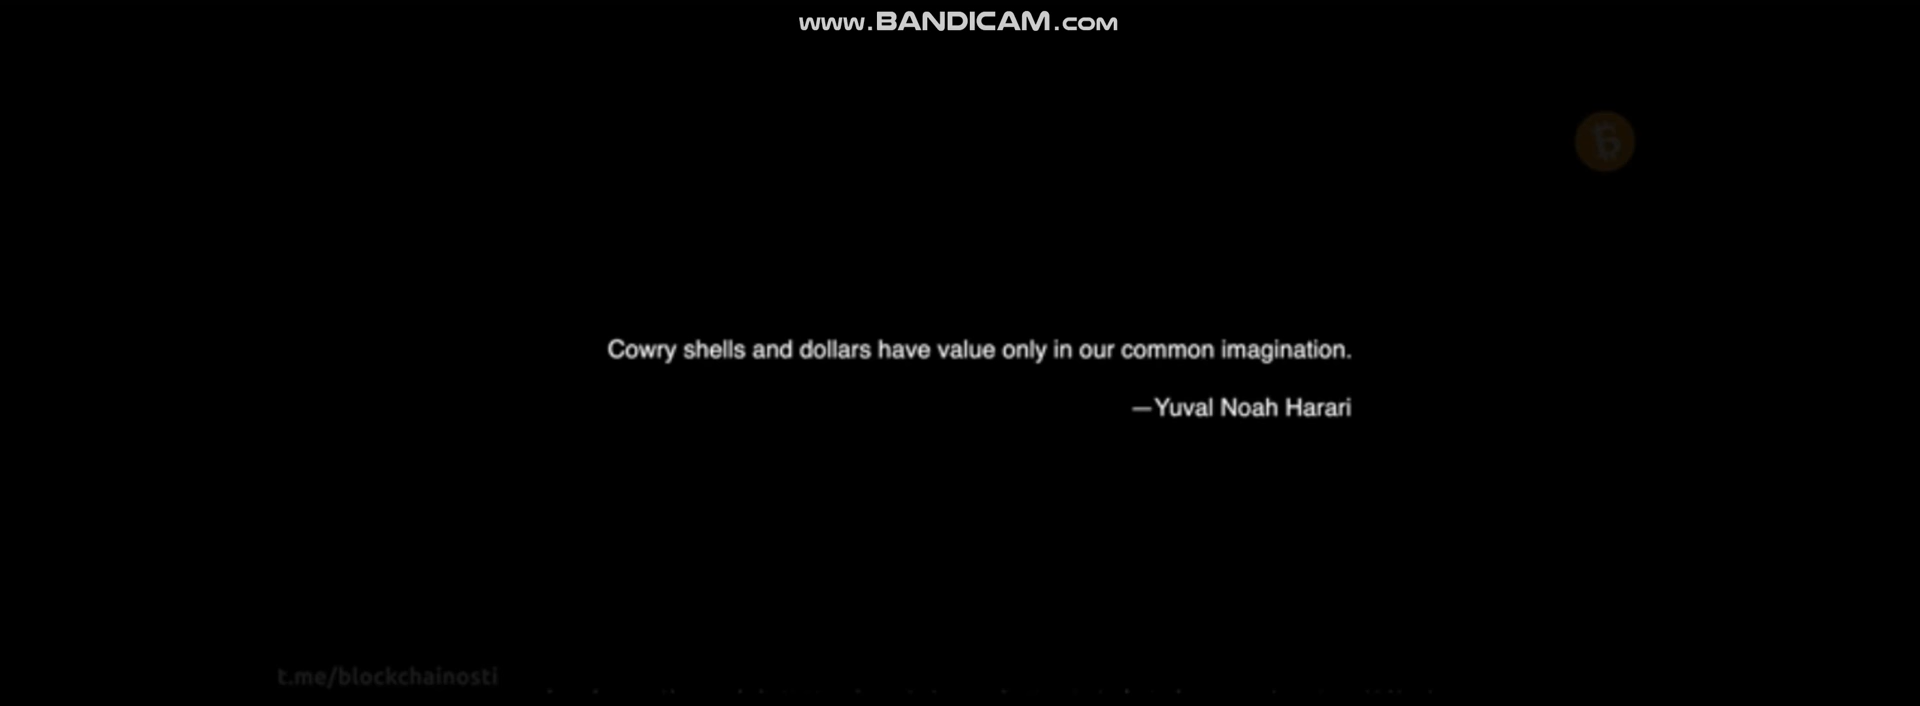 www.BANDICAM.COM
Cowry shells and dollars have value only in our common imagination.
—Yuval Noah Harari
t.me/blockchainosti